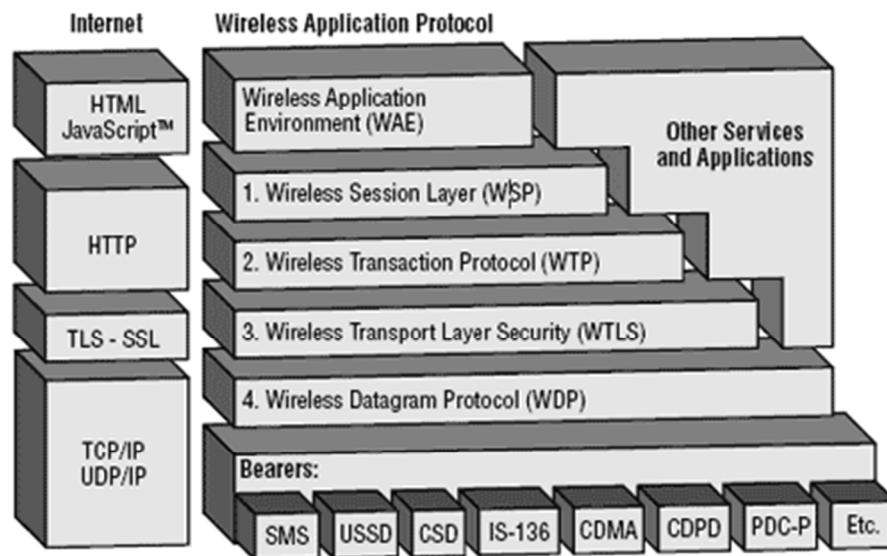 Internet
Wireless Application Protocol
HTML
JavaScript™
HTTP
TLS - SSL
TCP/IP
UDP/IP
Wireless Application
Environment (WAE)
Other Services
and Applications
1. Wireless Session Layer (WSP)
2. Wireless Transaction Protocol (WTP)
3. Wireless Transport Layer Security (WTLS)
4. Wireless Datagram Protocol (WDP)
Bearers:
SMS
USSD
CSD
IS-136
CDMA
CDPD
PDC-P
Etc.